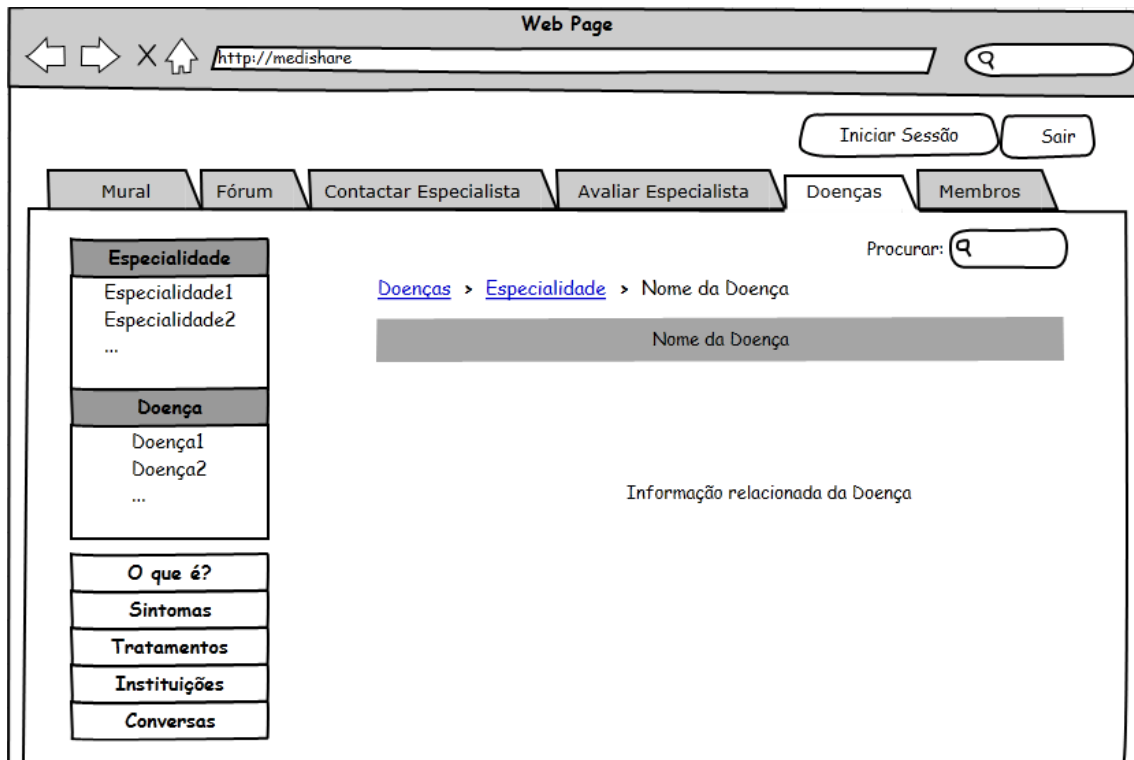 Web Page
http://medishare
Iniciar Sessão Sair
Mural Fórum Contactar Especialista Avaliar Especialista Doenças Membros
Procurar:
Especialidade
Especialidade1
Especialidade2
...
Doença
Doença1
Doença2
...
O que é?
Sintomas
Tratamentos
Instituições
Conversas
Doenças > Especialidade > Nome da Doença
Nome da Doença
Informação relacionada da Doença